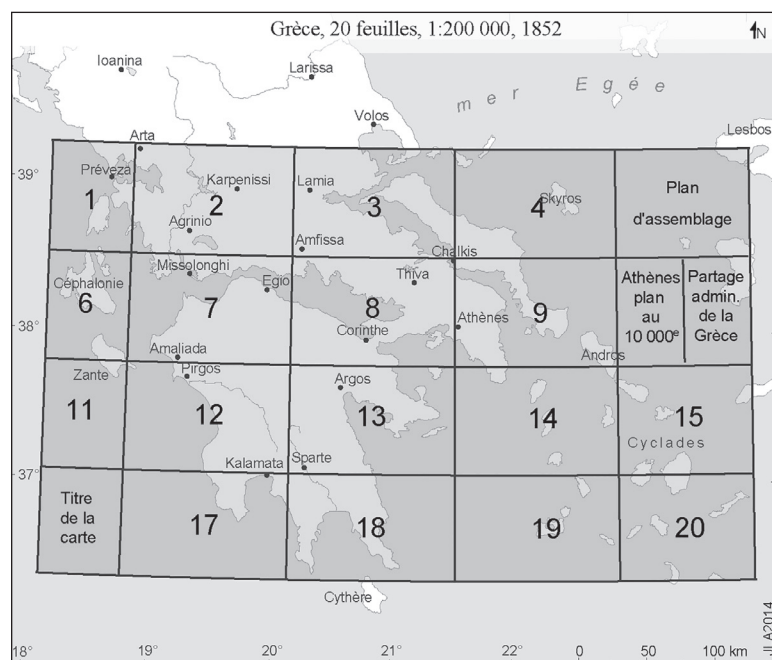 Grèce, 20 feuilles, 1:200 000, 1852
N
Ioanina
Larissa
mer Egée
Volos
Lesbos
Arta
39°
Préveza
Karpenissi
Lamia
1
2
3
4
Skyros
Plan
d'assemblage
Agrinio
Amfissa
Chalkis
Missolonghi
Céphalonie
Egio
Thiva
6
7
8
9
Athènes
plan
au
10 000e
Partage
admin.
de la
Grèce
38°
Corinthe
Athènes
Amaliada
Andros
Zante
Pirgos
Argos
11
12
13
14
15
Cyclades
Kalamata
Sparte
37°
Titre
de la
carte
17
18
19
20
Cythère
JLA2014
18°
19°
20°
21°
22°
0 50 100 km